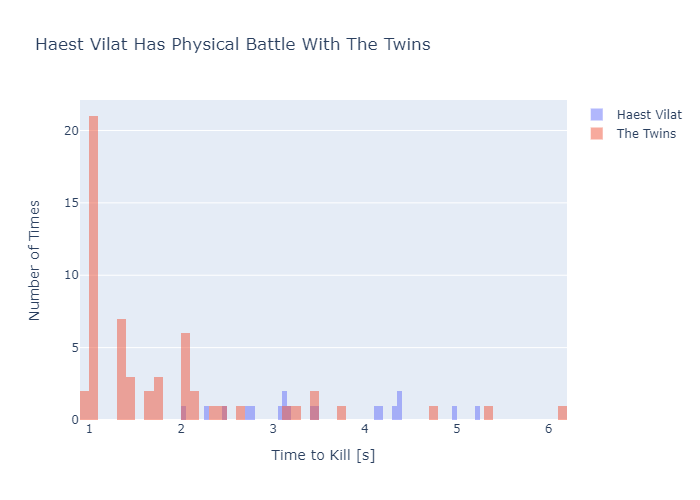 Haest Vilat Has Physical Battle With The Twins
Haest Vilat
The Twins
Number of Times
20
15
10
5
0
1 2 3 4 5 6
Time to Kill [s]